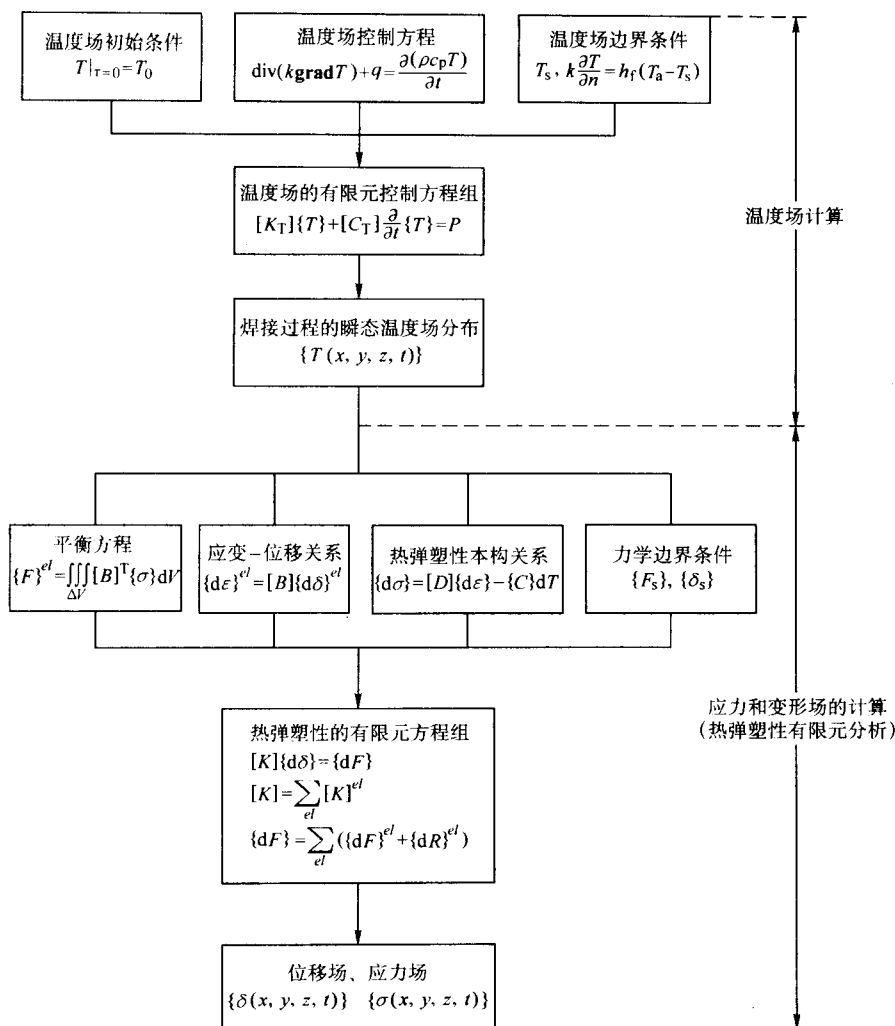 温度场初始条件
T|τ=0=T₀
温度场控制方程
div(k𝐠𝐫𝐚𝐝T)+q=∂(ρcₚT)/∂t
温度场边界条件
Tₛ, k∂T/∂n=h_f(Tₐ−Tₛ)
温度场的有限元控制方程组
[K_T]{T}+[C_T]∂/∂t{T}=P
温度场计算
焊接过程的瞬态温度场分布
{T(x, y, z, t)}
平衡方程
{F}^el=∭_ΔV[B]^T{σ}dV
应变–位移关系
{dε}^el=[B]{dδ}^el
热弹塑性本构关系
{dσ}=[D]{dε}−{C}dT
力学边界条件
{Fₛ}, {δₛ}
热弹塑性的有限元方程组
[K]{dδ}={dF}
[K]=∑_el[K]^el
{dF}=∑_el({dF}^el+{dR}^el)
应力和变形场的计算
(热弹塑性有限元分析)
位移场、应力场
{δ(x, y, z, t)} {σ(x, y, z, t)}